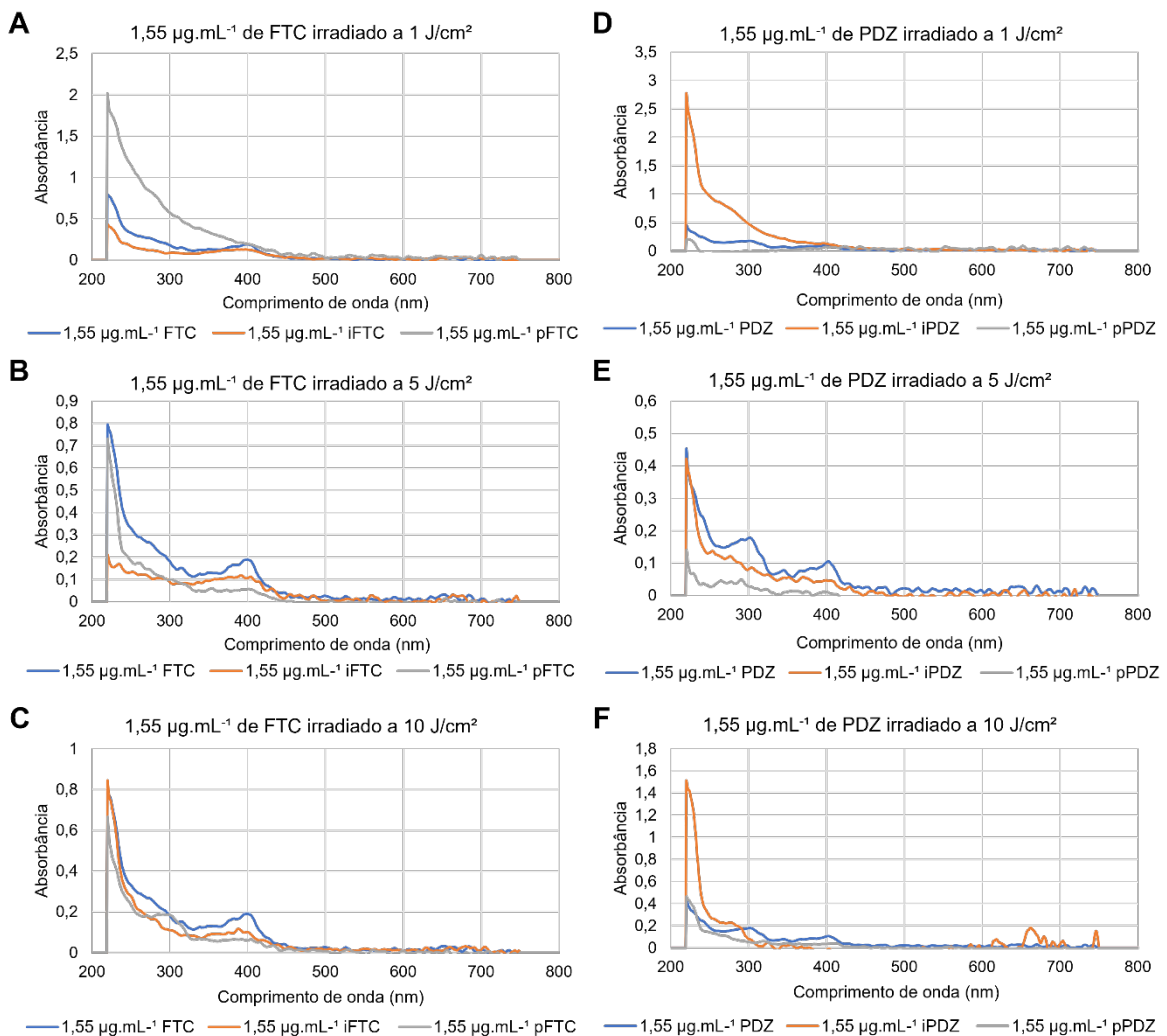 A
1,55 µg.mL⁻¹ de FTC irradiado a 1 J/cm²
2,5
2
1,5
1
0,5
0
Absorbância
200 300 400 500 600 700 800
Comprimento de onda (nm)
1,55 µg.mL-¹ FTC 1,55 µg.mL-¹ iFTC 1,55 µg.mL-¹ pFTC
B
1,55 µg.mL⁻¹ de FTC irradiado a 5 J/cm²
0,9
0,8
0,7
0,6
0,5
0,4
0,3
0,2
0,1
0
Absorbância
200 300 400 500 600 700 800
Comprimento de onda (nm)
1,55 µg.mL-¹ FTC 1,55 µg.mL-¹ iFTC 1,55 µg.mL-¹ pFTC
C
1,55 µg.mL⁻¹ de FTC irradiado a 10 J/cm²
1
0,8
0,6
0,4
0,2
0
Absorbância
200 300 400 500 600 700 800
Comprimento de onda (nm)
1,55 µg.mL-¹ FTC 1,55 µg.mL-¹ iFTC 1,55 µg.mL-¹ pFTC
D
1,55 µg.mL⁻¹ de PDZ irradiado a 1 J/cm²
3,5
3
2,5
2
1,5
1
0,5
0
Absorbância
200 300 400 500 600 700 800
Comprimento de onda (nm)
1,55 µg.mL-¹ PDZ 1,55 µg.mL-¹ iPDZ 1,55 µg.mL-¹ pPDZ
E
1,55 µg.mL⁻¹ de PDZ irradiado a 5 J/cm²
0,6
0,5
0,4
0,3
0,2
0,1
0
Absorbância
200 300 400 500 600 700 800
Comprimento de onda (nm)
1,55 µg.mL-¹ PDZ 1,55 µg.mL-¹ iPDZ 1,55 µg.mL-¹ pPDZ
F
1,55 µg.mL⁻¹ de PDZ irradiado a 10 J/cm²
1,8
1,6
1,4
1,2
1
0,8
0,6
0,4
0,2
0
Absorbância
200 300 400 500 600 700 800
Comprimento de onda (nm)
1,55 µg.mL-¹ PDZ 1,55 µg.mL-¹ iPDZ 1,55 µg.mL-¹ pPDZ